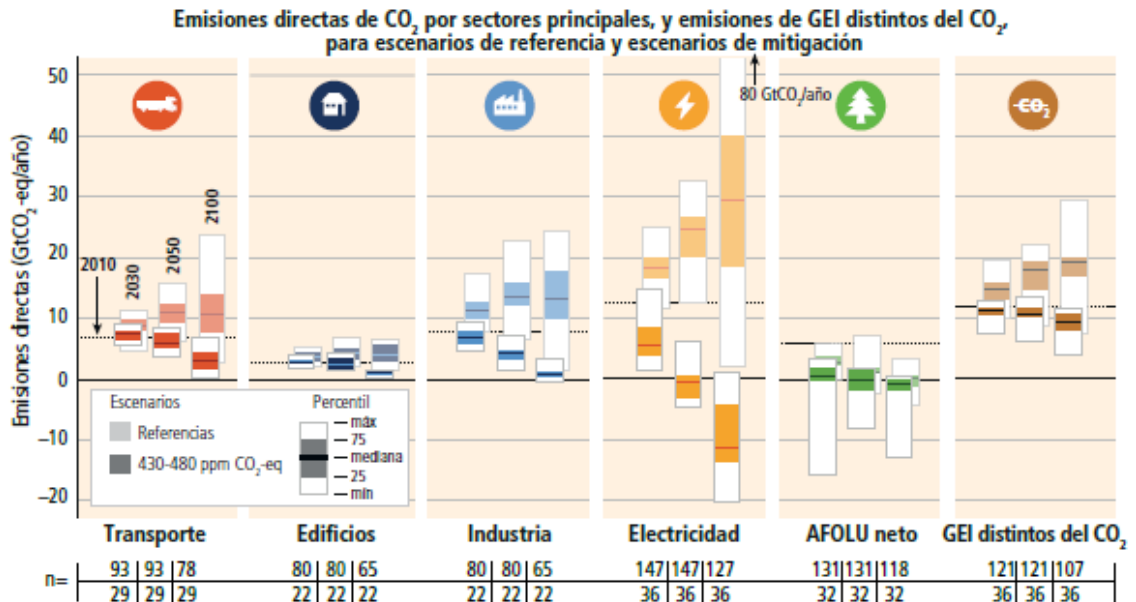 Emisiones directas de CO₂ por sectores principales, y emisiones de GEI distintos del CO₂,
para escenarios de referencia y escenarios de mitigación
Emisiones directas (GtCO₂-eq/año)
50
40
30
20
10
0
–10
–20
80 GtCO₂/año
CO₂
2010
2030
2050
2100
Escenarios
Referencias
430-480 ppm CO₂-eq
Percentil
máx
75
mediana
25
mín
Transporte Edificios Industria Electricidad AFOLU neto GEI distintos del CO₂
n=
93 93 78 80 80 65 80 80 65 147 147 127 131 131 118 121 121 107
29 29 29 22 22 22 22 22 22 36 36 36 32 32 32 36 36 36